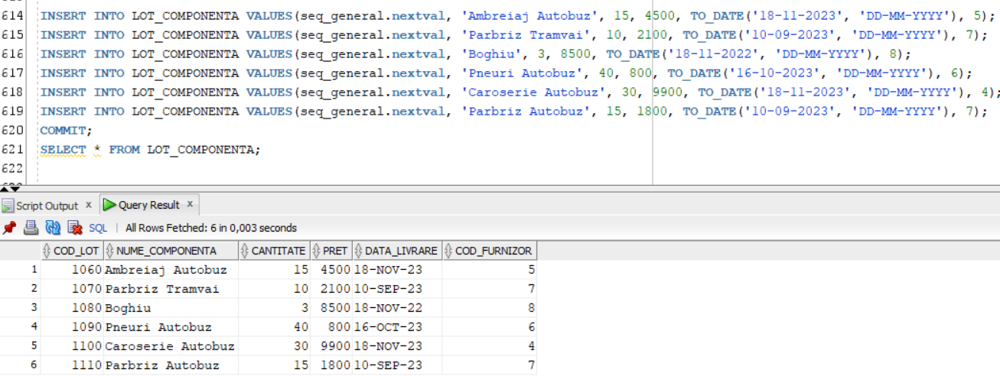 614 INSERT INTO LOT_COMPONENTA VALUES(seq_general.nextval, 'Ambreiaj Autobuz', 15, 4500, TO_DATE('18-11-2023', 'DD-MM-YYYY'), 5);
615 INSERT INTO LOT_COMPONENTA VALUES(seq_general.nextval, 'Parbriz Tramvai', 10, 2100, TO_DATE('10-09-2023', 'DD-MM-YYYY'), 7);
616 INSERT INTO LOT_COMPONENTA VALUES(seq_general.nextval, 'Boghiu', 3, 8500, TO_DATE('18-11-2022', 'DD-MM-YYYY'), 8);
617 INSERT INTO LOT_COMPONENTA VALUES(seq_general.nextval, 'Pneuri Autobuz', 40, 800, TO_DATE('16-10-2023', 'DD-MM-YYYY'), 6);
618 INSERT INTO LOT_COMPONENTA VALUES(seq_general.nextval, 'Caroserie Autobuz', 30, 9900, TO_DATE('18-11-2023', 'DD-MM-YYYY'), 4);
619 INSERT INTO LOT_COMPONENTA VALUES(seq_general.nextval, 'Parbriz Autobuz', 15, 1800, TO_DATE('10-09-2023', 'DD-MM-YYYY'), 7);
620 COMMIT;
621 SELECT * FROM LOT_COMPONENTA;
622
Script Output x Query Result x
SQL | All Rows Fetched: 6 in 0,003 seconds
COD_LOT NUME_COMPONENTA CANTITATE PRET DATA_LIVRARE COD_FURNIZOR
1 1060 Ambreiaj Autobuz 15 4500 18-NOV-23 5
2 1070 Parbriz Tramvai 10 2100 10-SEP-23 7
3 1080 Boghiu 3 8500 18-NOV-22 8
4 1090 Pneuri Autobuz 40 800 16-OCT-23 6
5 1100 Caroserie Autobuz 30 9900 18-NOV-23 4
6 1110 Parbriz Autobuz 15 1800 10-SEP-23 7